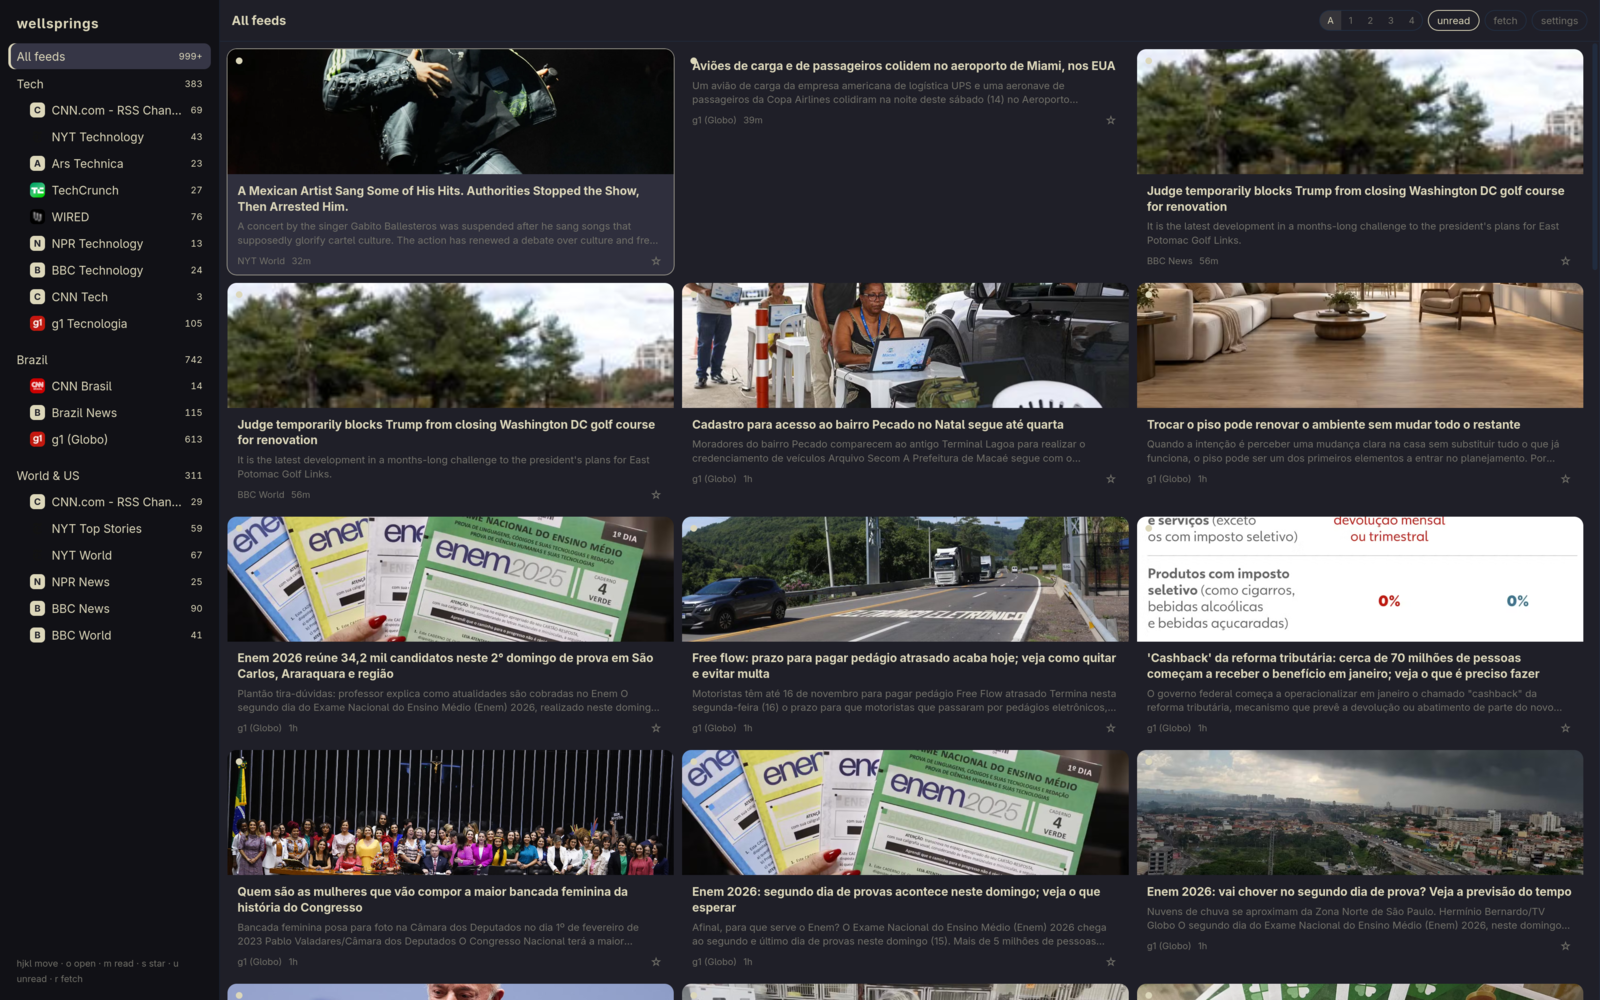 wellsprings
All feeds 999+
Tech 383
C CNN.com - RSS Chan... 69
NYT Technology 43
A Ars Technica 23
TechCrunch 27
WIRED 76
N NPR Technology 13
B BBC Technology 24
C CNN Tech 3
g1 g1 Tecnologia 105
Brazil 742
CNN CNN Brasil 14
B Brazil News 115
g1 g1 (Globo) 613
World & US 311
C CNN.com - RSS Chan... 29
NYT Top Stories 59
NYT World 67
N NPR News 25
B BBC News 90
B BBC World 41
hjkl move · o open · m read · s star · u
unread · r fetch
All feeds
A 1 2 3 4 unread fetch settings
A Mexican Artist Sang Some of His Hits. Authorities Stopped the Show,
Then Arrested Him.
A concert by the singer Gabito Ballesteros was suspended after he sang songs that
supposedly glorify cartel culture. The action has renewed a debate over culture and fre...
NYT World 32m ☆
Aviões de carga e de passageiros colidem no aeroporto de Miami, nos EUA
Um avião de carga da empresa americana de logística UPS e uma aeronave de
passageiros da Copa Airlines colidiram na noite deste sábado (14) no Aeroporto...
g1 (Globo) 39m ☆
Judge temporarily blocks Trump from closing Washington DC golf course
for renovation
It is the latest development in a months-long challenge to the president's plans for East
Potomac Golf Links.
BBC News 56m ☆
Judge temporarily blocks Trump from closing Washington DC golf course
for renovation
It is the latest development in a months-long challenge to the president's plans for East
Potomac Golf Links.
BBC World 56m ☆
Cadastro para acesso ao bairro Pecado no Natal segue até quarta
Moradores do bairro Pecado comparecem ao antigo Terminal Lagoa para realizar o
credenciamento de veículos Arquivo Secom A Prefeitura de Macaé segue com o...
g1 (Globo) 1h ☆
Trocar o piso pode renovar o ambiente sem mudar todo o restante
Quando a intenção é perceber uma mudança clara na casa sem substituir tudo o que já
funciona, o piso pode ser um dos primeiros elementos a entrar no planejamento. Por...
g1 (Globo) 1h ☆
enem2025
1º DIA
CADERNO
4
VERDE
Enem 2026 reúne 34,2 mil candidatos neste 2º domingo de prova em São
Carlos, Araraquara e região
Plantão tira-dúvidas: professor explica como atualidades são cobradas no Enem O
segundo dia do Exame Nacional do Ensino Médio (Enem) 2026, realizado neste doming...
g1 (Globo) 1h ☆
Free flow: prazo para pagar pedágio atrasado acaba hoje; veja como quitar
e evitar multa
Motoristas têm até 16 de novembro para pagar pedágio Free Flow atrasado Termina nesta
segunda-feira (16) o prazo para que motoristas que passaram por pedágios eletrônicos,...
g1 (Globo) 1h ☆
e serviços (exceto
os com imposto seletivo)
devolução mensal
ou trimestral
Produtos com imposto
seletivo (como cigarros,
bebidas alcoólicas
e bebidas açucaradas)
0% 0%
'Cashback' da reforma tributária: cerca de 70 milhões de pessoas
começam a receber o benefício em janeiro; veja o que é preciso fazer
O governo federal começa a operacionalizar em janeiro o chamado "cashback" da
reforma tributária, mecanismo que prevê a devolução ou abatimento de parte do novo...
g1 (Globo) 1h ☆
Quem são as mulheres que vão compor a maior bancada feminina da
história do Congresso
Bancada feminina posa para foto na Câmara dos Deputados no dia 1º de fevereiro de
2023 Pablo Valadares/Câmara dos Deputados O Congresso Nacional terá a maior...
g1 (Globo) 1h ☆
enem2025
1º DIA
CADERNO
4
VERDE
Enem 2026: segundo dia de provas acontece neste domingo; veja o que
esperar
Afinal, para que serve o Enem? O Exame Nacional do Ensino Médio (Enem) 2026 chega
ao segundo e último dia de provas neste domingo (15). Mais de 5 milhões de pessoas...
g1 (Globo) 1h ☆
Enem 2026: vai chover no segundo dia de prova? Veja a previsão do tempo
Nuvens de chuva se aproximam da Zona Norte de São Paulo. Hermínio Bernardo/TV
Globo O segundo dia do Exame Nacional do Ensino Médio (Enem) 2026, neste domingo...
g1 (Globo) 1h ☆